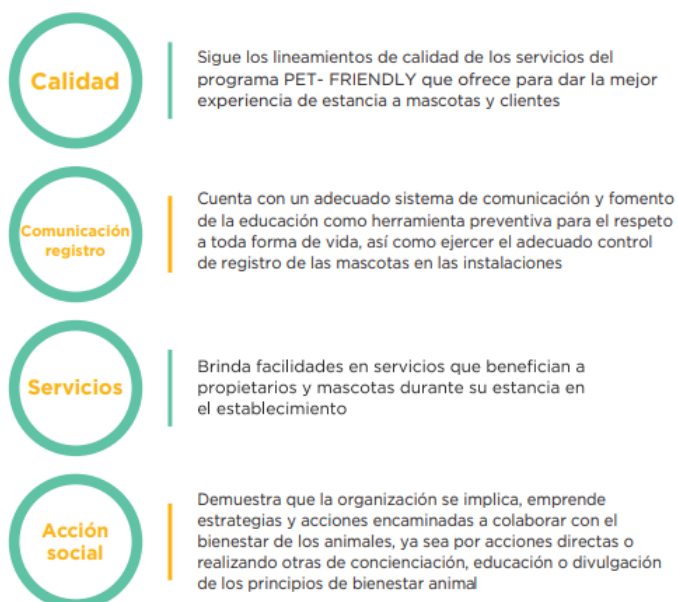 Calidad
Sigue los lineamientos de calidad de los servicios del
programa PET- FRIENDLY que ofrece para dar la mejor
experiencia de estancia a mascotas y clientes
Comunicación
registro
Cuenta con un adecuado sistema de comunicación y fomento
de la educación como herramienta preventiva para el respeto
a toda forma de vida, así como ejercer el adecuado control
de registro de las mascotas en las instalaciones
Servicios
Brinda facilidades en servicios que benefician a
propietarios y mascotas durante su estancia en
el establecimiento
Acción
social
Demuestra que la organización se implica, emprende
estrategias y acciones encaminadas a colaborar con el
bienestar de los animales, ya sea por acciones directas o
realizando otras de concienciación, educación o divulgación
de los principios de bienestar animal